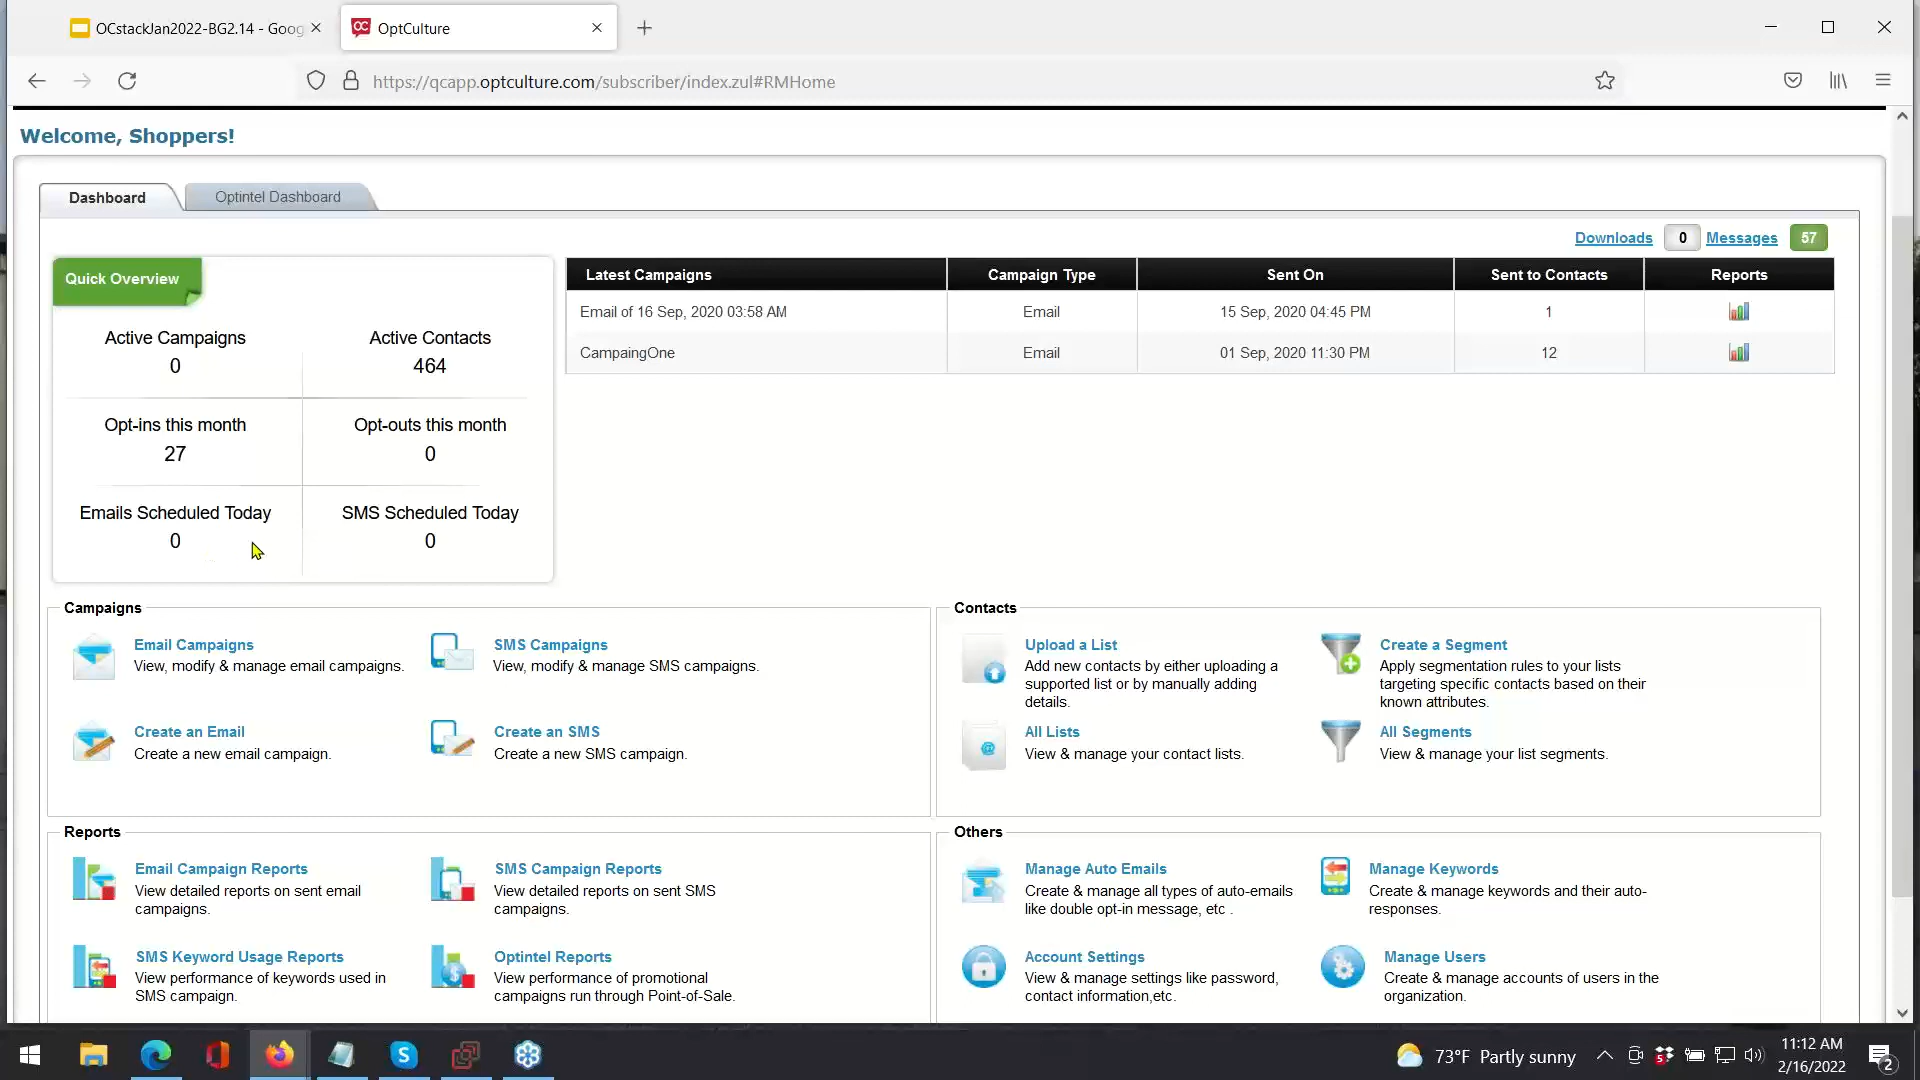 OCstackJan2022-BG2.14 - Goog
OptCulture
https://qcapp.optculture.com/subscriber/index.zul#RMHome
Welcome, Shoppers!
Dashboard
Optintel Dashboard
Downloads 0 Messages 57
Quick Overview
Active Campaigns
0
Active Contacts
464
Opt-ins this month
27
Opt-outs this month
0
Emails Scheduled Today
0
SMS Scheduled Today
0
Latest Campaigns Campaign Type Sent On Sent to Contacts Reports
Email of 16 Sep, 2020 03:58 AM Email 15 Sep, 2020 04:45 PM 1
CampaingOne Email 01 Sep, 2020 11:30 PM 12
Campaigns
Email Campaigns
View, modify & manage email campaigns.
SMS Campaigns
View, modify & manage SMS campaigns.
Create an Email
Create a new email campaign.
Create an SMS
Create a new SMS campaign.
Contacts
Upload a List
Add new contacts by either uploading a
supported list or by manually adding
details.
Create a Segment
Apply segmentation rules to your lists
targeting specific contacts based on their
known attributes.
All Lists
View & manage your contact lists.
All Segments
View & manage your list segments.
Reports
Email Campaign Reports
View detailed reports on sent email
campaigns.
SMS Campaign Reports
View detailed reports on sent SMS
campaigns.
SMS Keyword Usage Reports
View performance of keywords used in
SMS campaign.
Optintel Reports
View performance of promotional
campaigns run through Point-of-Sale.
Others
Manage Auto Emails
Create & manage all types of auto-emails
like double opt-in message, etc .
Manage Keywords
Create & manage keywords and their auto-
responses.
Account Settings
View & manage settings like password,
contact information,etc.
Manage Users
Create & manage accounts of users in the
organization.
73°F Partly sunny
11:12 AM
2/16/2022
2